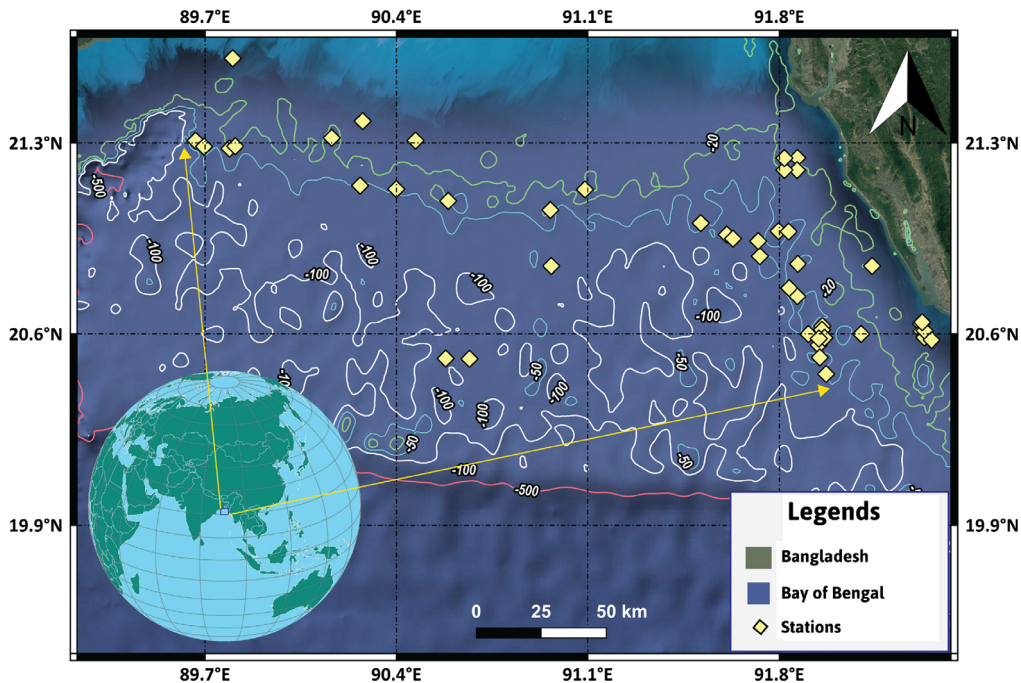 89.7°E 90.4°E 91.1°E 91.8°E
21.3°N 21.3°N
-20
-500
-100 -100
-100 -100
-20
-100
20.6°N 20.6°N
-50 -50
-100 -100
-50 -50
-100
-500
Legends
19.9°N 19.9°N
Bangladesh
Bay of Bengal
0 25 50 km
Stations
89.7°E 90.4°E 91.1°E 91.8°E
N